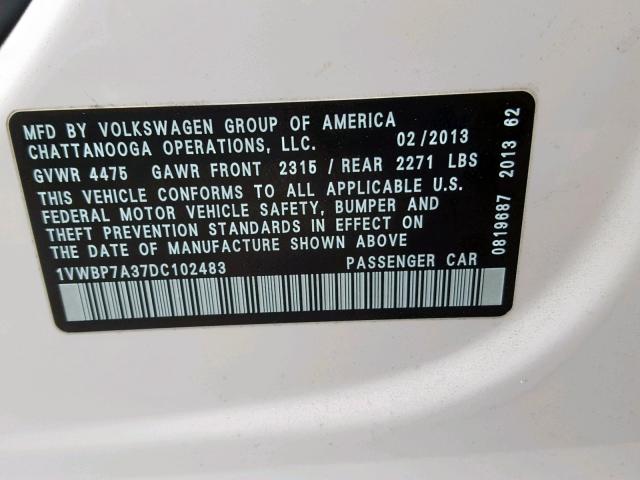 MFD BY VOLKSWAGEN GROUP OF AMERICA
CHATTANOOGA OPERATIONS, LLC. 02/2013
GVWR 4475 GAWR FRONT 2315 / REAR 2271 LBS
THIS VEHICLE CONFORMS TO ALL APPLICABLE U.S.
FEDERAL MOTOR VEHICLE SAFETY, BUMPER AND
THEFT PREVENTION STANDARDS IN EFFECT ON
THE DATE OF MANUFACTURE SHOWN ABOVE
1VWBP7A37DC102483 PASSENGER CAR
0819687 2013 62